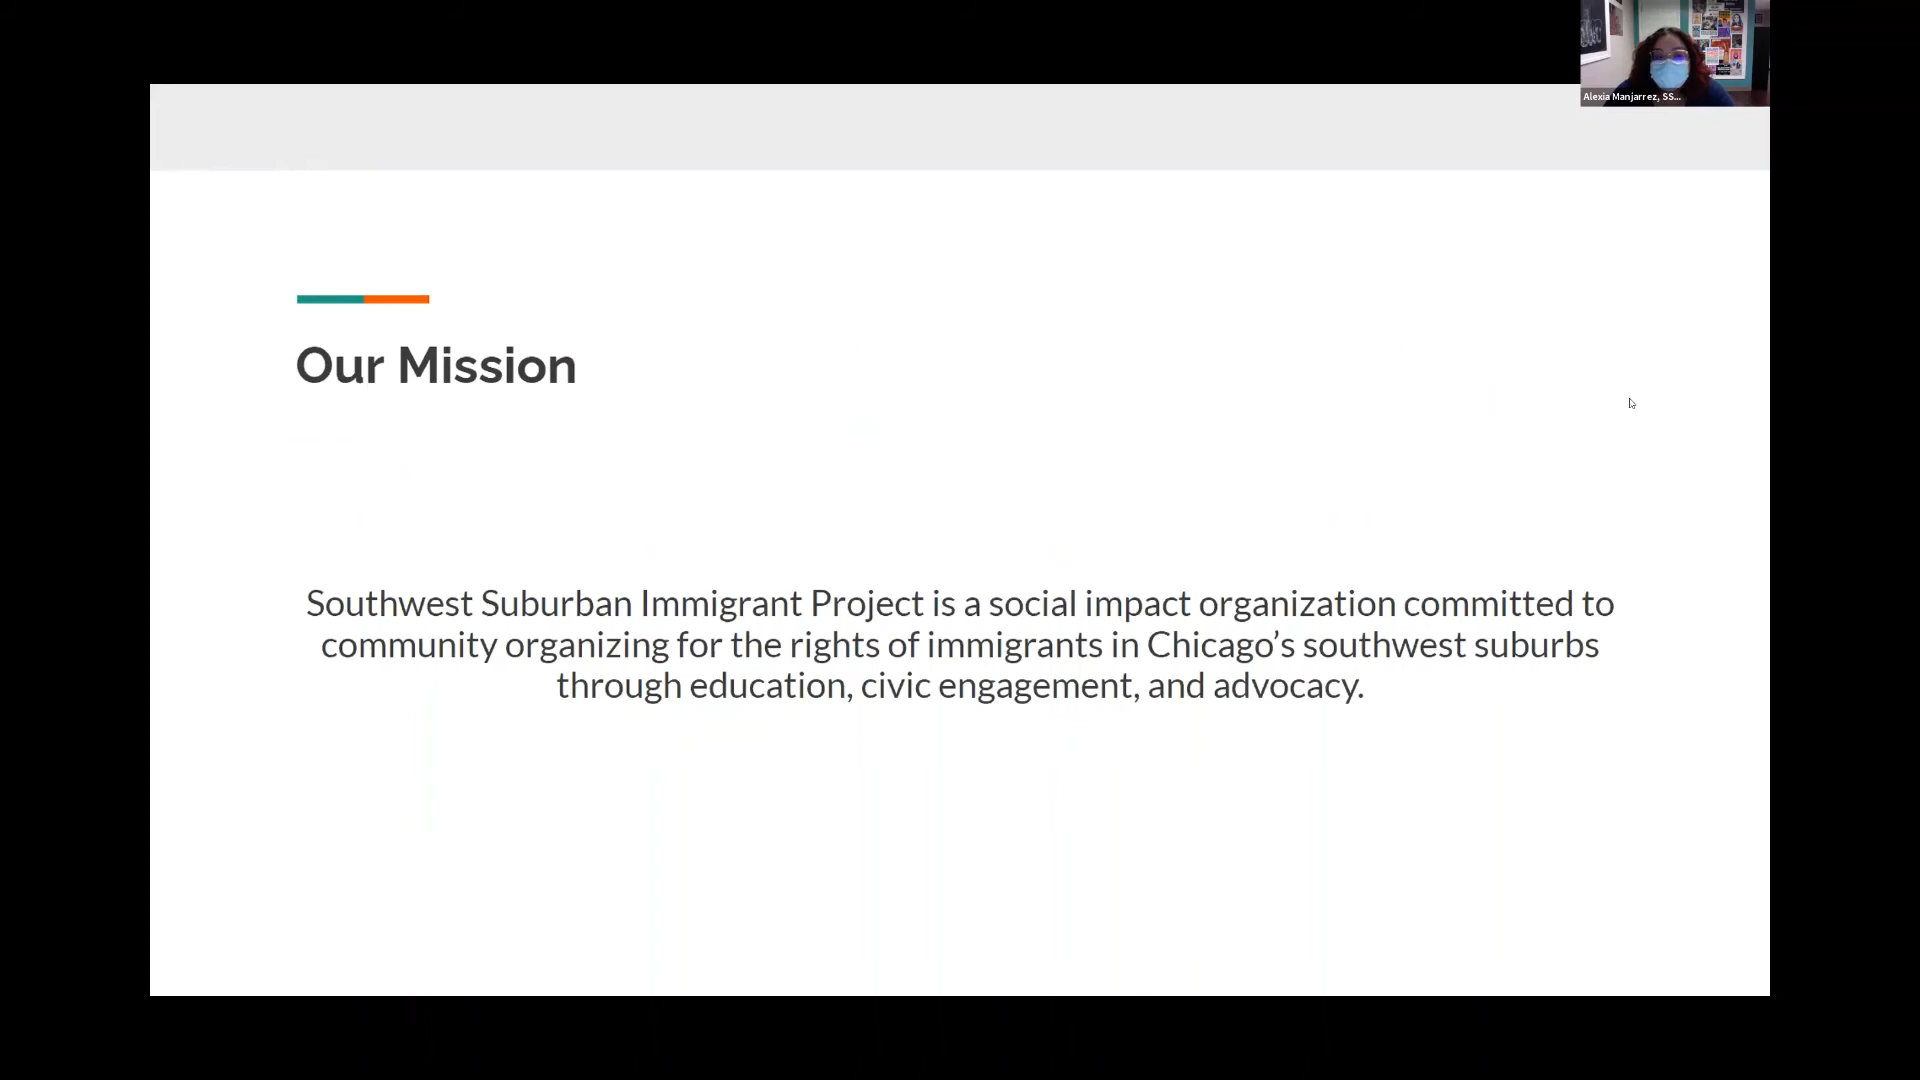 Alexia Manjarrez, SS...
Our Mission
Southwest Suburban Immigrant Project is a social impact organization committed to
community organizing for the rights of immigrants in Chicago’s southwest suburbs
through education, civic engagement, and advocacy.